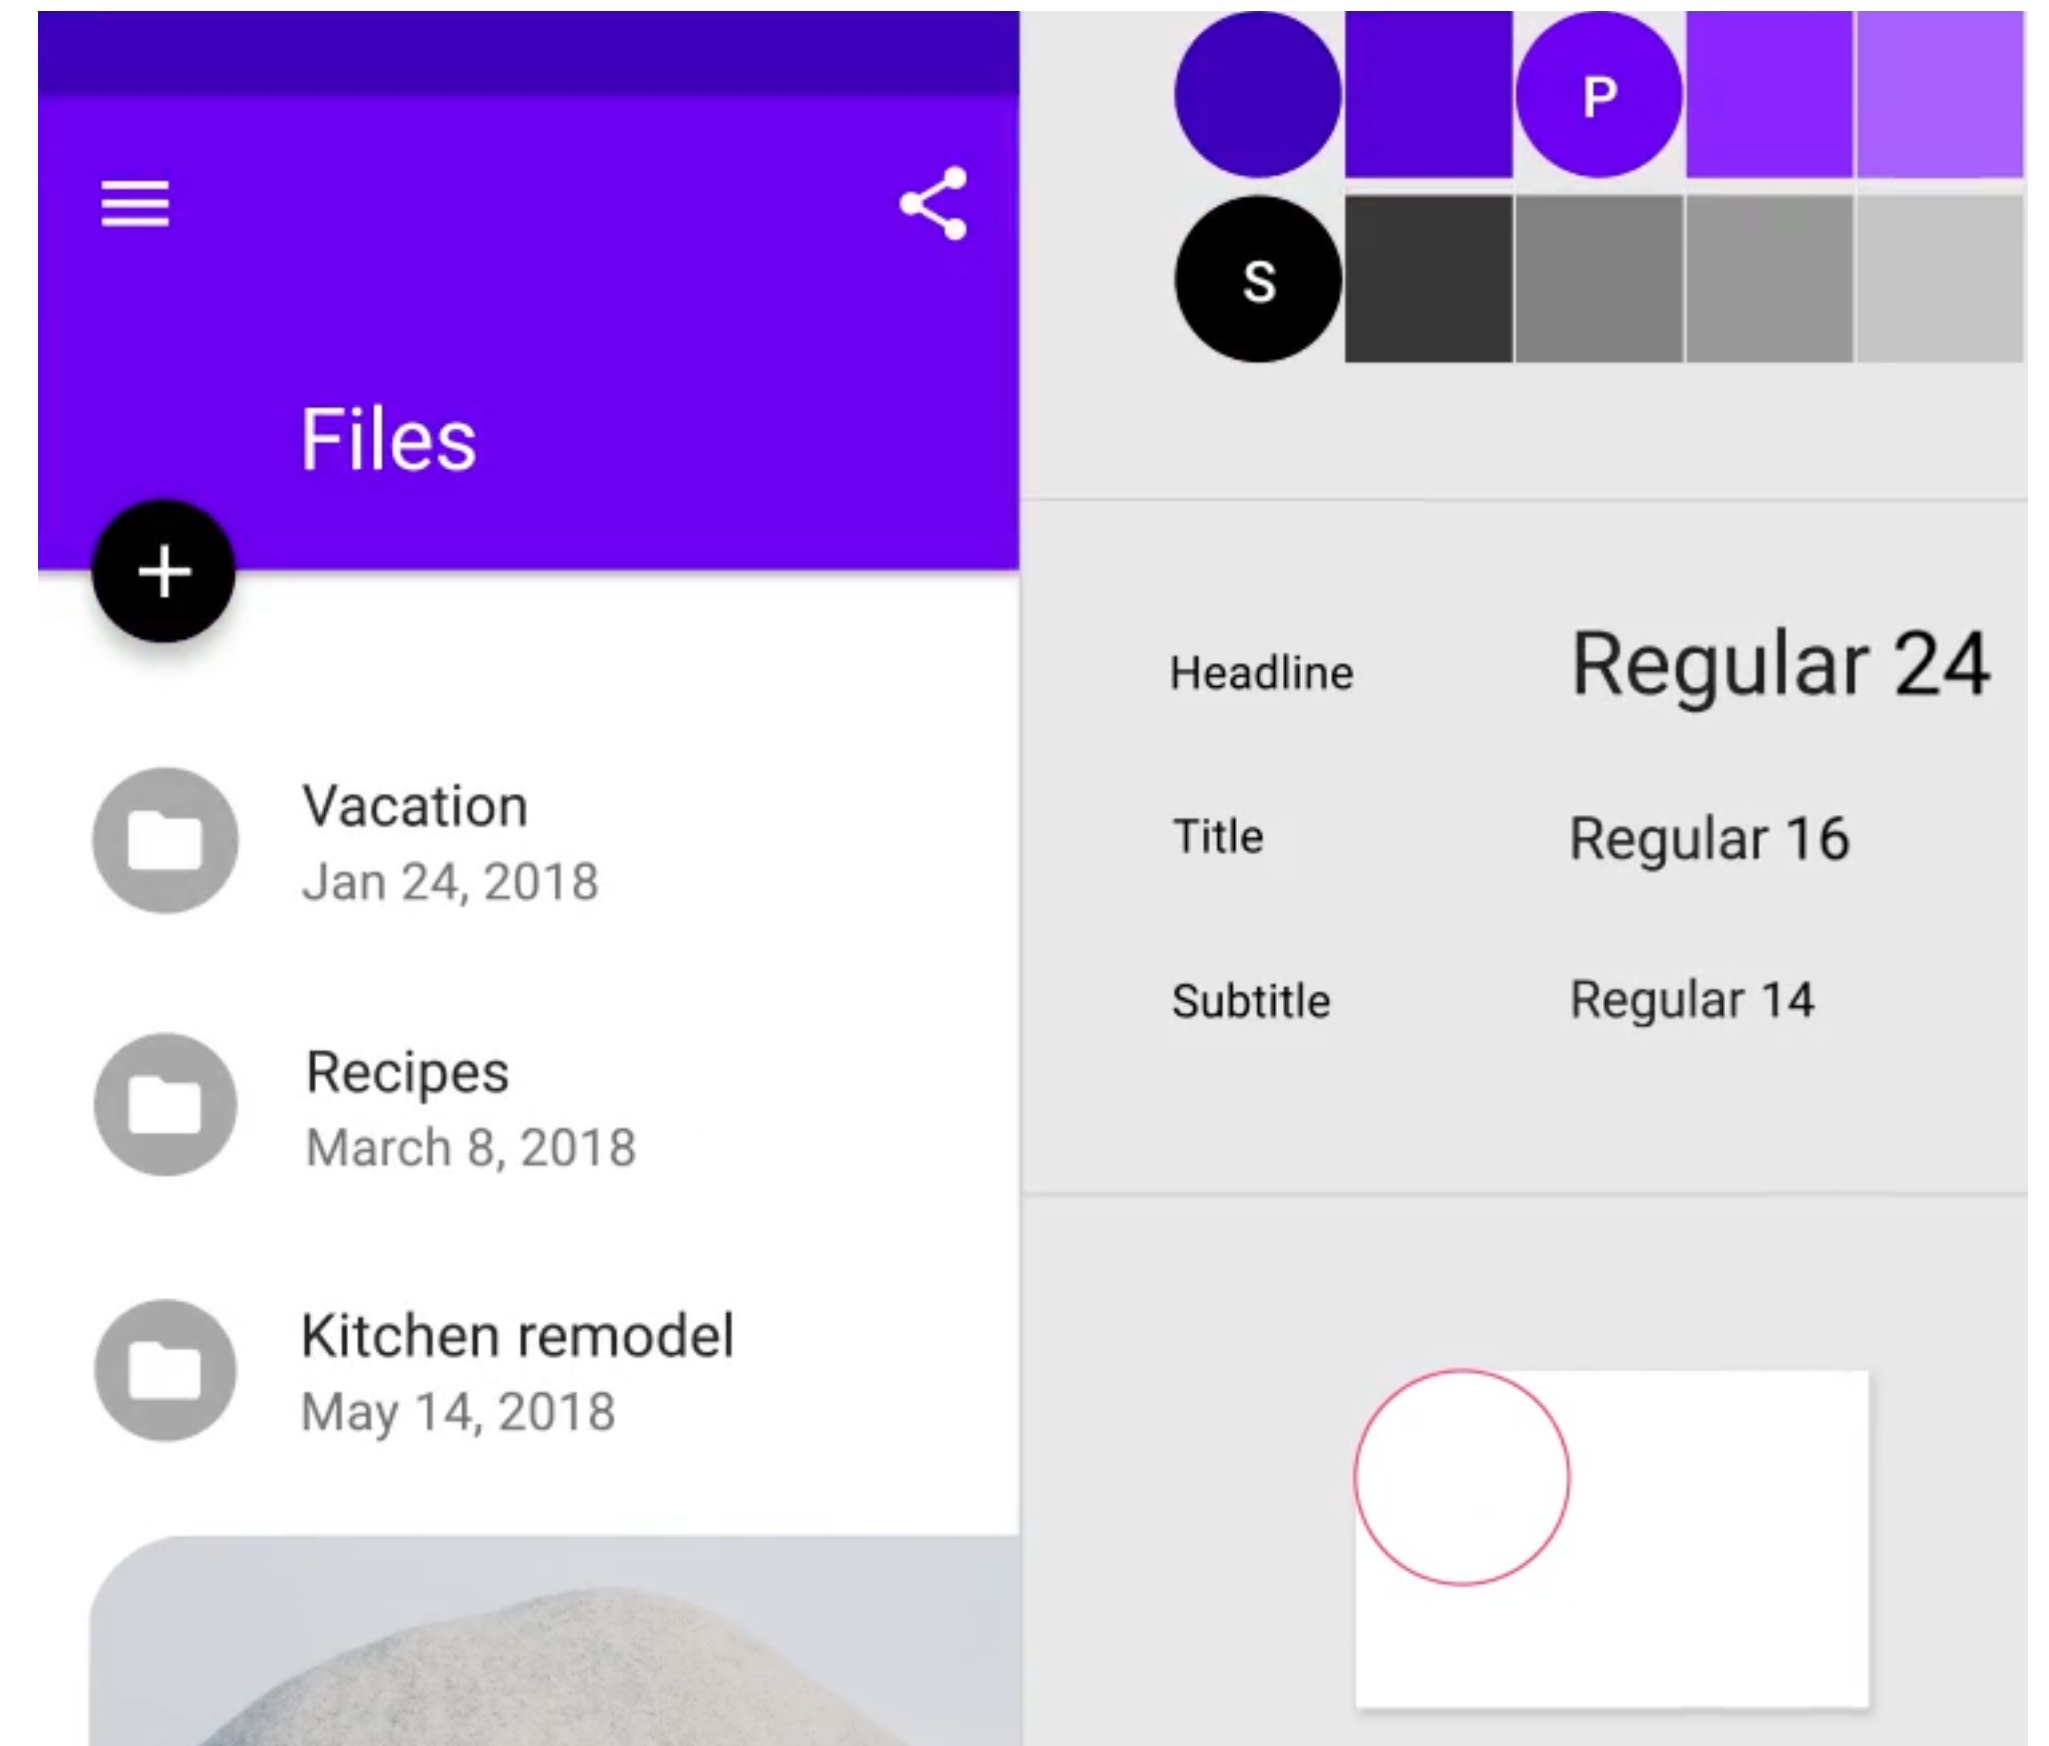 Files
+
Vacation
Jan 24, 2018
Recipes
March 8, 2018
Kitchen remodel
May 14, 2018
P
S
Headline Regular 24
Title Regular 16
Subtitle Regular 14